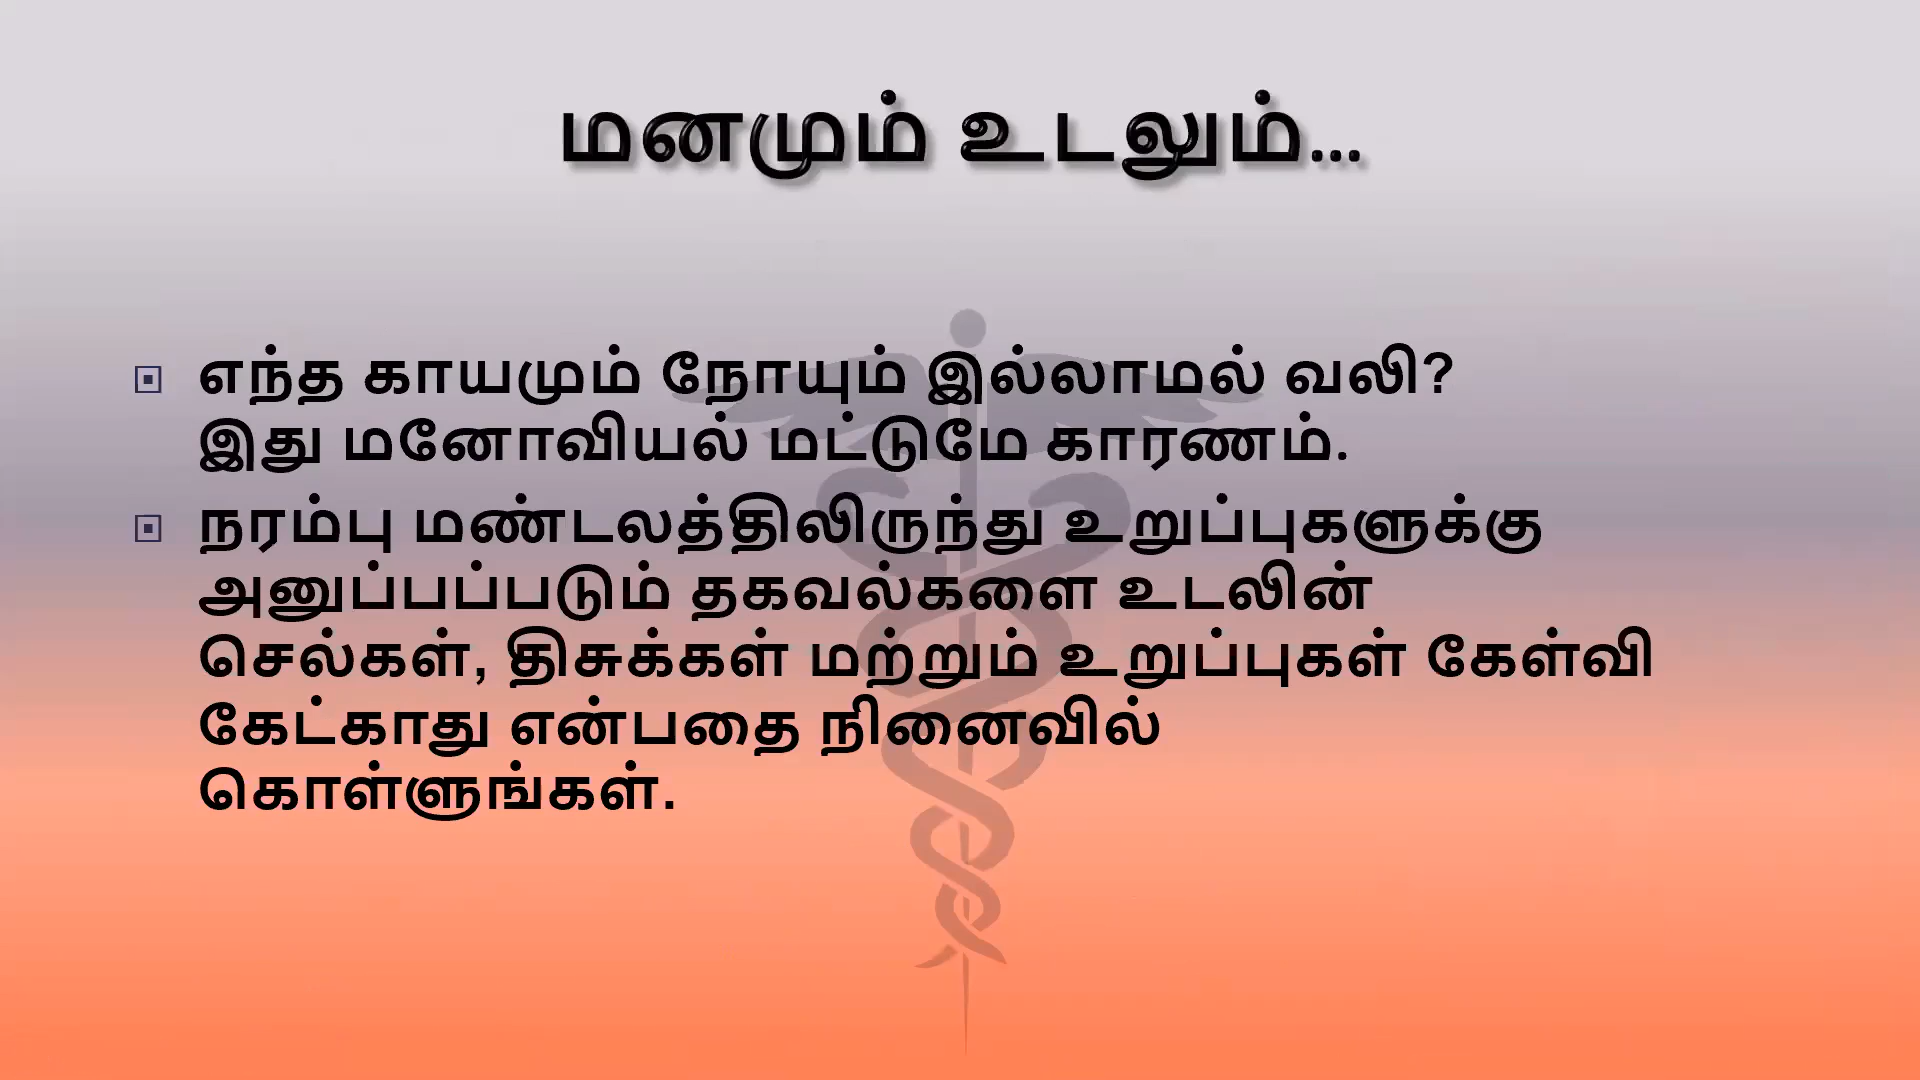 மனமும் உடலும்...
எந்த காயமும் நோயும் இல்லாமல் வலி?
இது மனோவியல் மட்டுமே காரணம்.
நரம்பு மண்டலத்திலிருந்து உறுப்புகளுக்கு
அனுப்பப்படும் தகவல்களை உடலின்
செல்கள், திசுக்கள் மற்றும் உறுப்புகள் கேள்வி
கேட்காது என்பதை நினைவில்
கொள்ளுங்கள்.